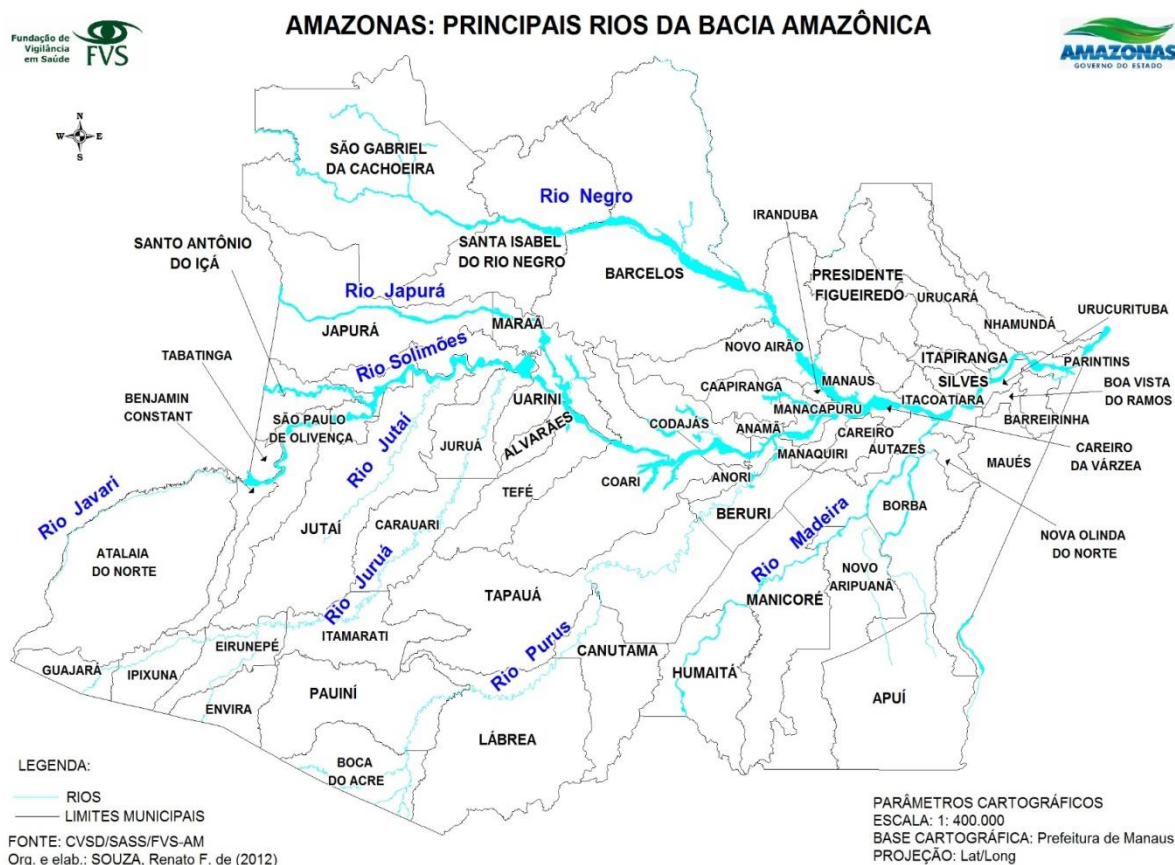 AMAZONAS: PRINCIPAIS RIOS DA BACIA AMAZÔNICA
Fundação de
Vigilância
em Saúde
FVS
AMAZONAS
GOVERNO DO ESTADO
N
W
E
S
SÃO GABRIEL
DA CACHOEIRA
Rio Negro
IRANDUBA
SANTO ANTÔNIO
DO IÇÁ
SANTA ISABEL
DO RIO NEGRO
BARCELOS
PRESIDENTE
FIGUEIREDO
URUCARÁ
URUCURITUBA
Rio Japurá
JAPURÁ
MARAÃ
NHAMUNDÁ
TABATINGA
Rio Solimões
NOVO AIRÃO
ITAPIRANGA
PARINTINS
BENJAMIN
CONSTANT
SÃO PAULO
DE OLIVENÇA
UARINI
CAAPIRANGA
MANAUS
SILVES
ITACOATIARA
BOA VISTA
DO RAMOS
Rio Jutaí
JURUÁ
ALVARÃES
CODAJÁS
ANAMÃ
MANACAPURU
CAREIRO
BARREIRINHA
MANAQUIRI
AUTAZES
CAREIRO
DA VÁRZEA
Rio Javari
TEFÉ
COARI
ANORI
MAUÉS
JUTAÍ
CARAUARI
BERURI
BORBA
ATALAIA
DO NORTE
Rio Juruá
Rio Madeira
NOVA OLINDA
DO NORTE
TAPAUÁ
NOVO
ARIPUANÃ
MANICORÉ
ITAMARATI
EIRUNEPÉ
Rio Purus
CANUTAMA
GUAJARÁ
IPIXUNA
HUMAITÁ
ENVIRA
PAUINÍ
APUÍ
LÁBREA
BOCA
DO ACRE
LEGENDA:
RIOS
LIMITES MUNICIPAIS
FONTE: CVSD/SASS/FVS-AM
Org. e elab.: SOUZA, Renato F. de (2012)
PARÂMETROS CARTOGRÁFICOS
ESCALA: 1: 400.000
BASE CARTOGRÁFICA: Prefeitura de Manaus
PROJEÇÃO: Lat/Long